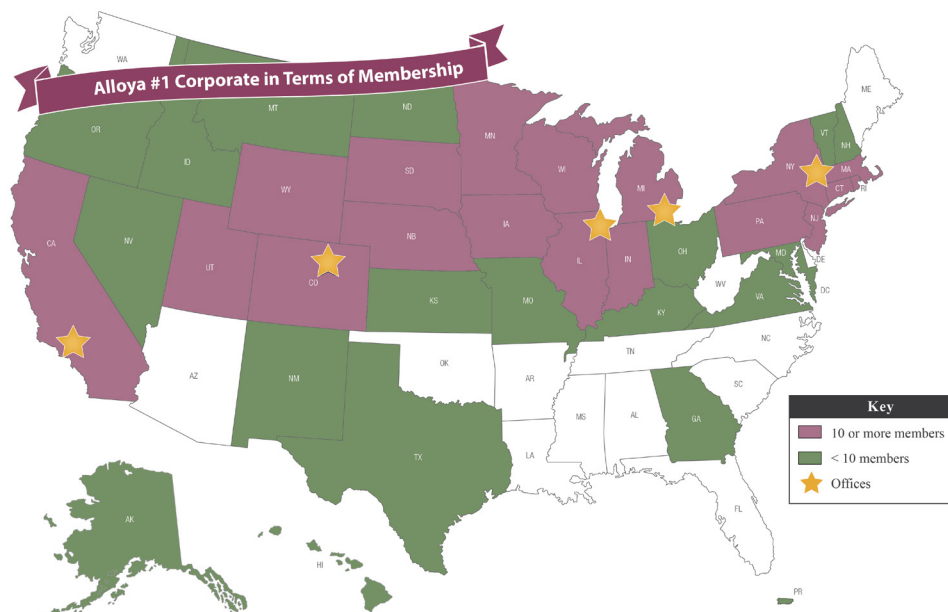 Alloya #1 Corporate in Terms of Membership
WA
ME
MT
ND
OR
MN
VT
NH
ID
SD
WI
MI
NY
MA
WY
CT
RI
IA
PA
NJ
CA
NB
NV
UT
IL
IN
OH
MD
DE
CO
WV
DC
KS
MO
KY
VA
TN
NC
AZ
NM
OK
AR
SC
MS
AL
GA
TX
LA
FL
AK
HI
PR
Key
10 or more members
< 10 members
Offices